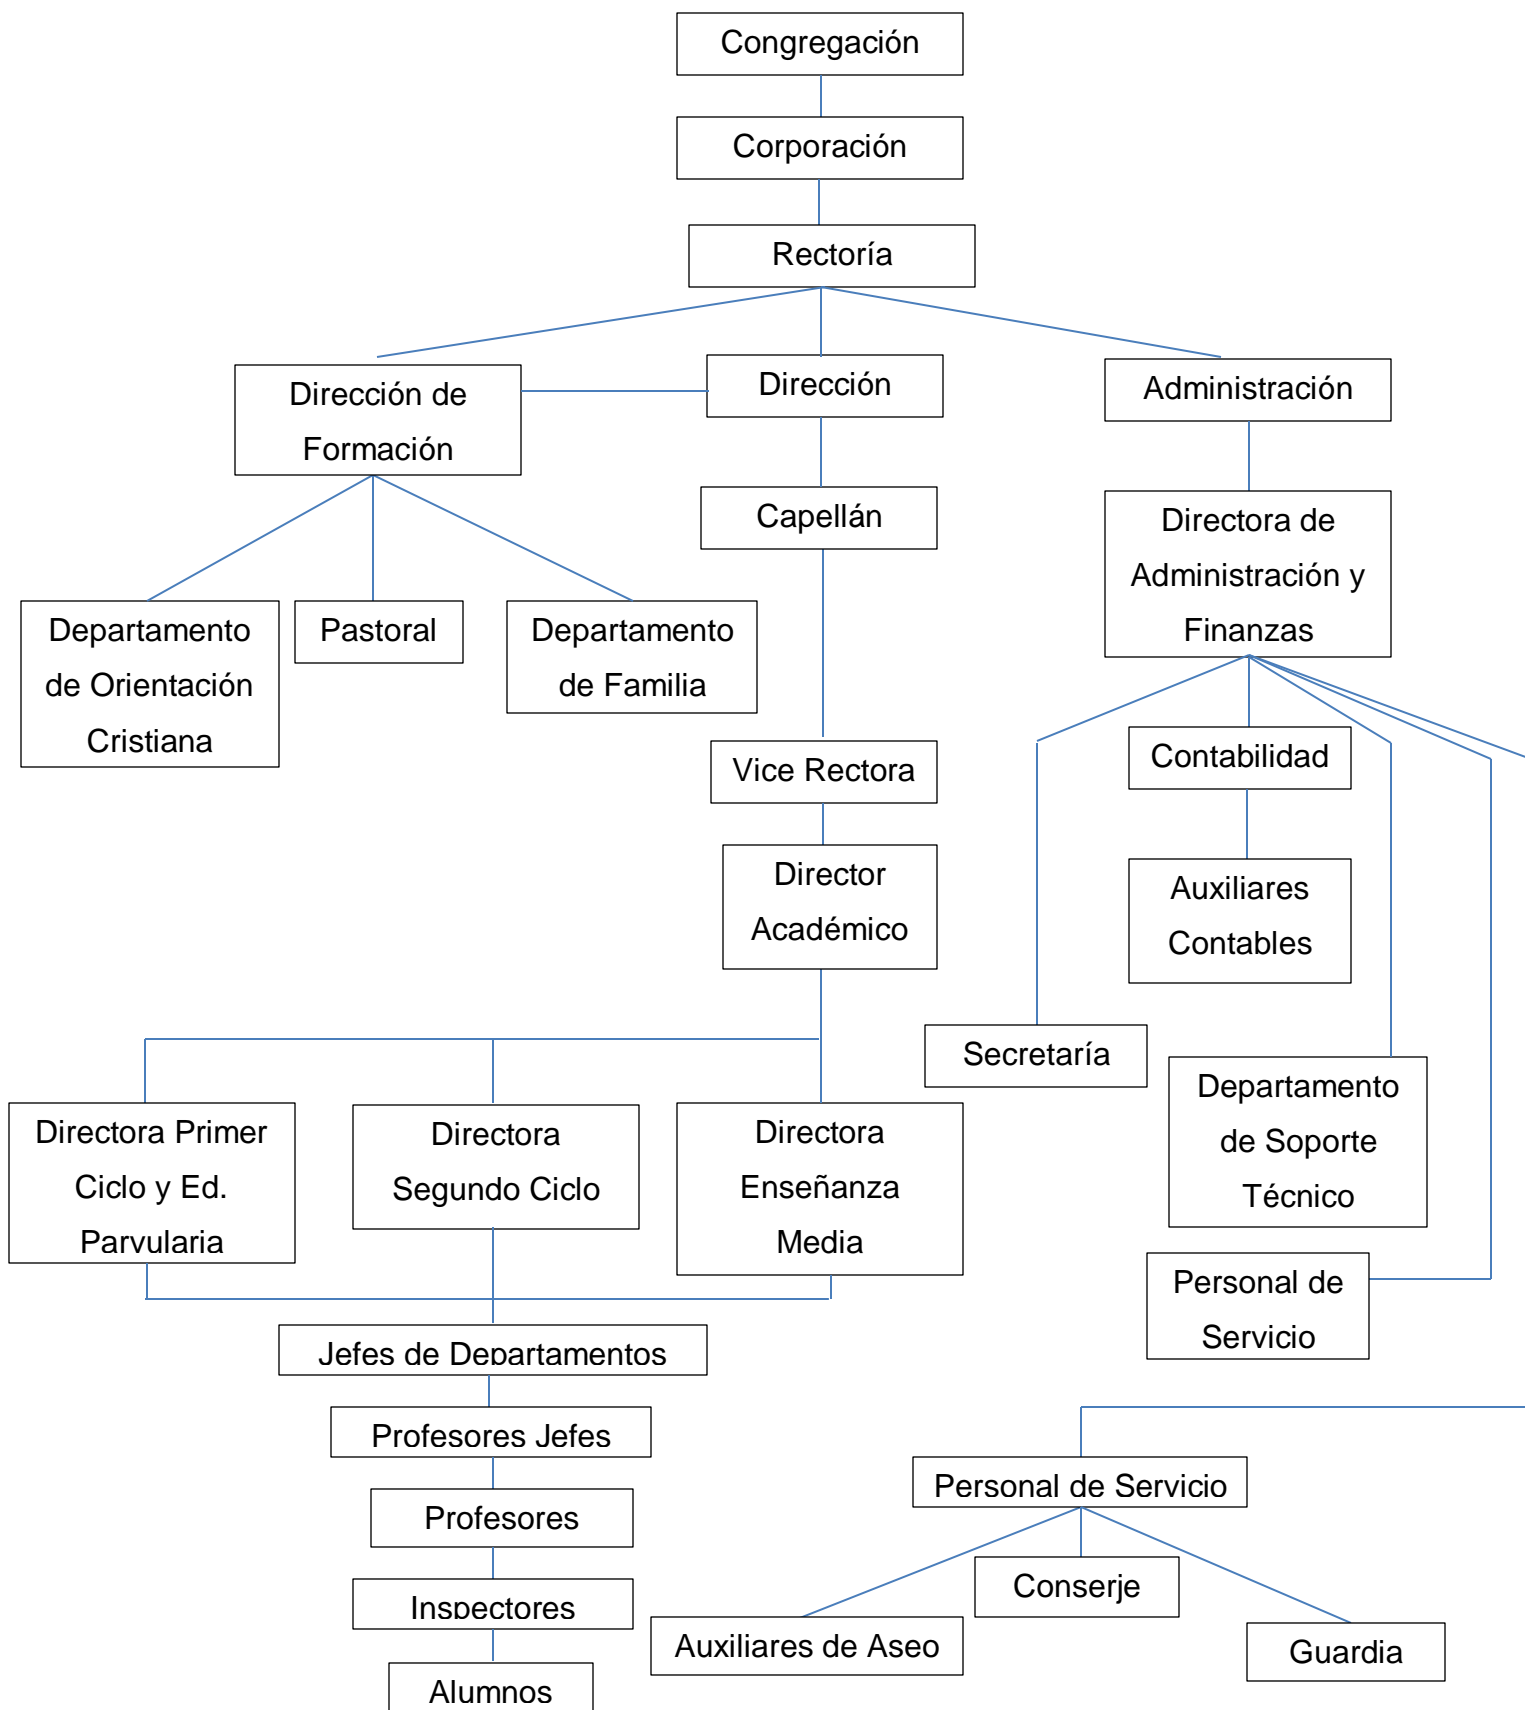 Congregación
Corporación
Rectoría
Dirección de
Formación
Dirección
Administración
Capellán
Directora de
Administración y
Finanzas
Departamento
de Orientación
Cristiana
Pastoral
Departamento
de Familia
Vice Rectora
Contabilidad
Director
Académico
Auxiliares
Contables
Secretaría
Departamento
de Soporte
Técnico
Directora Primer
Ciclo y Ed.
Parvularia
Directora
Segundo Ciclo
Directora
Enseñanza
Media
Personal de
Servicio
Jefes de Departamentos
Profesores Jefes
Profesores
Inspectores
Alumnos
Personal de Servicio
Conserje
Auxiliares de Aseo
Guardia